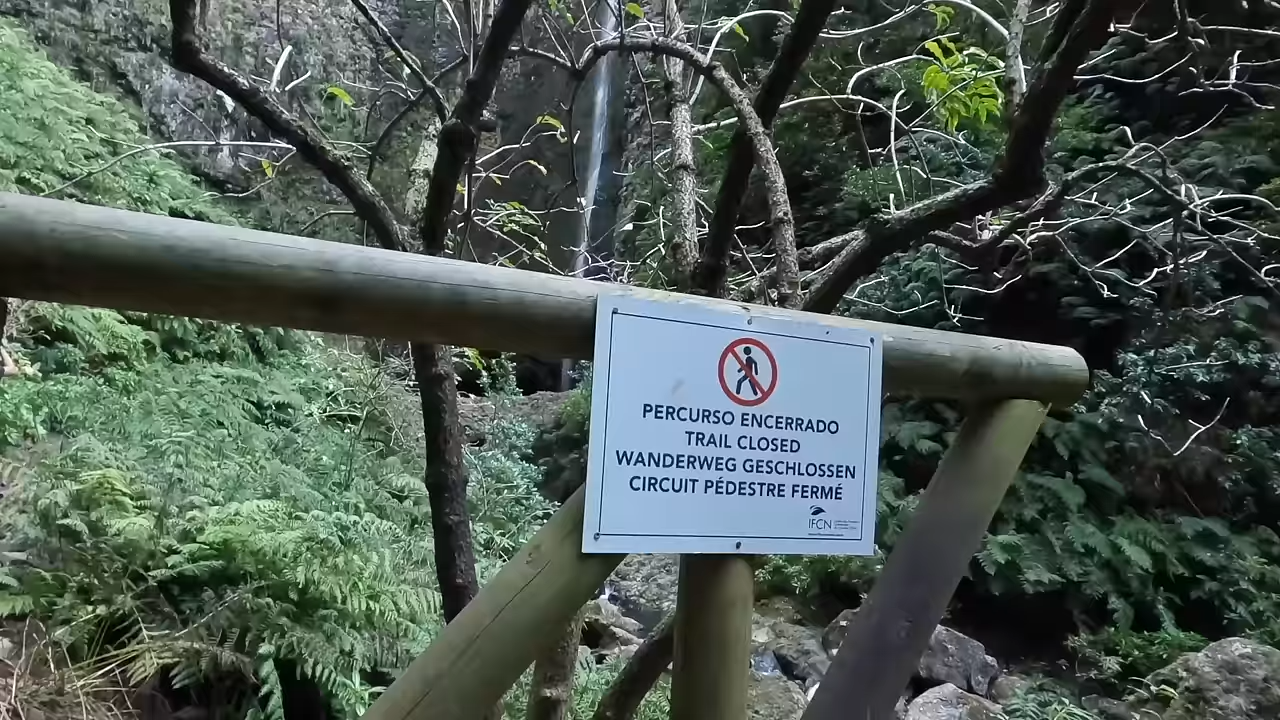 PERCURSO ENCERRADO
TRAIL CLOSED
WANDERWEG GESCHLOSSEN
CIRCUIT PÉDESTRE FERMÉ
IFCN